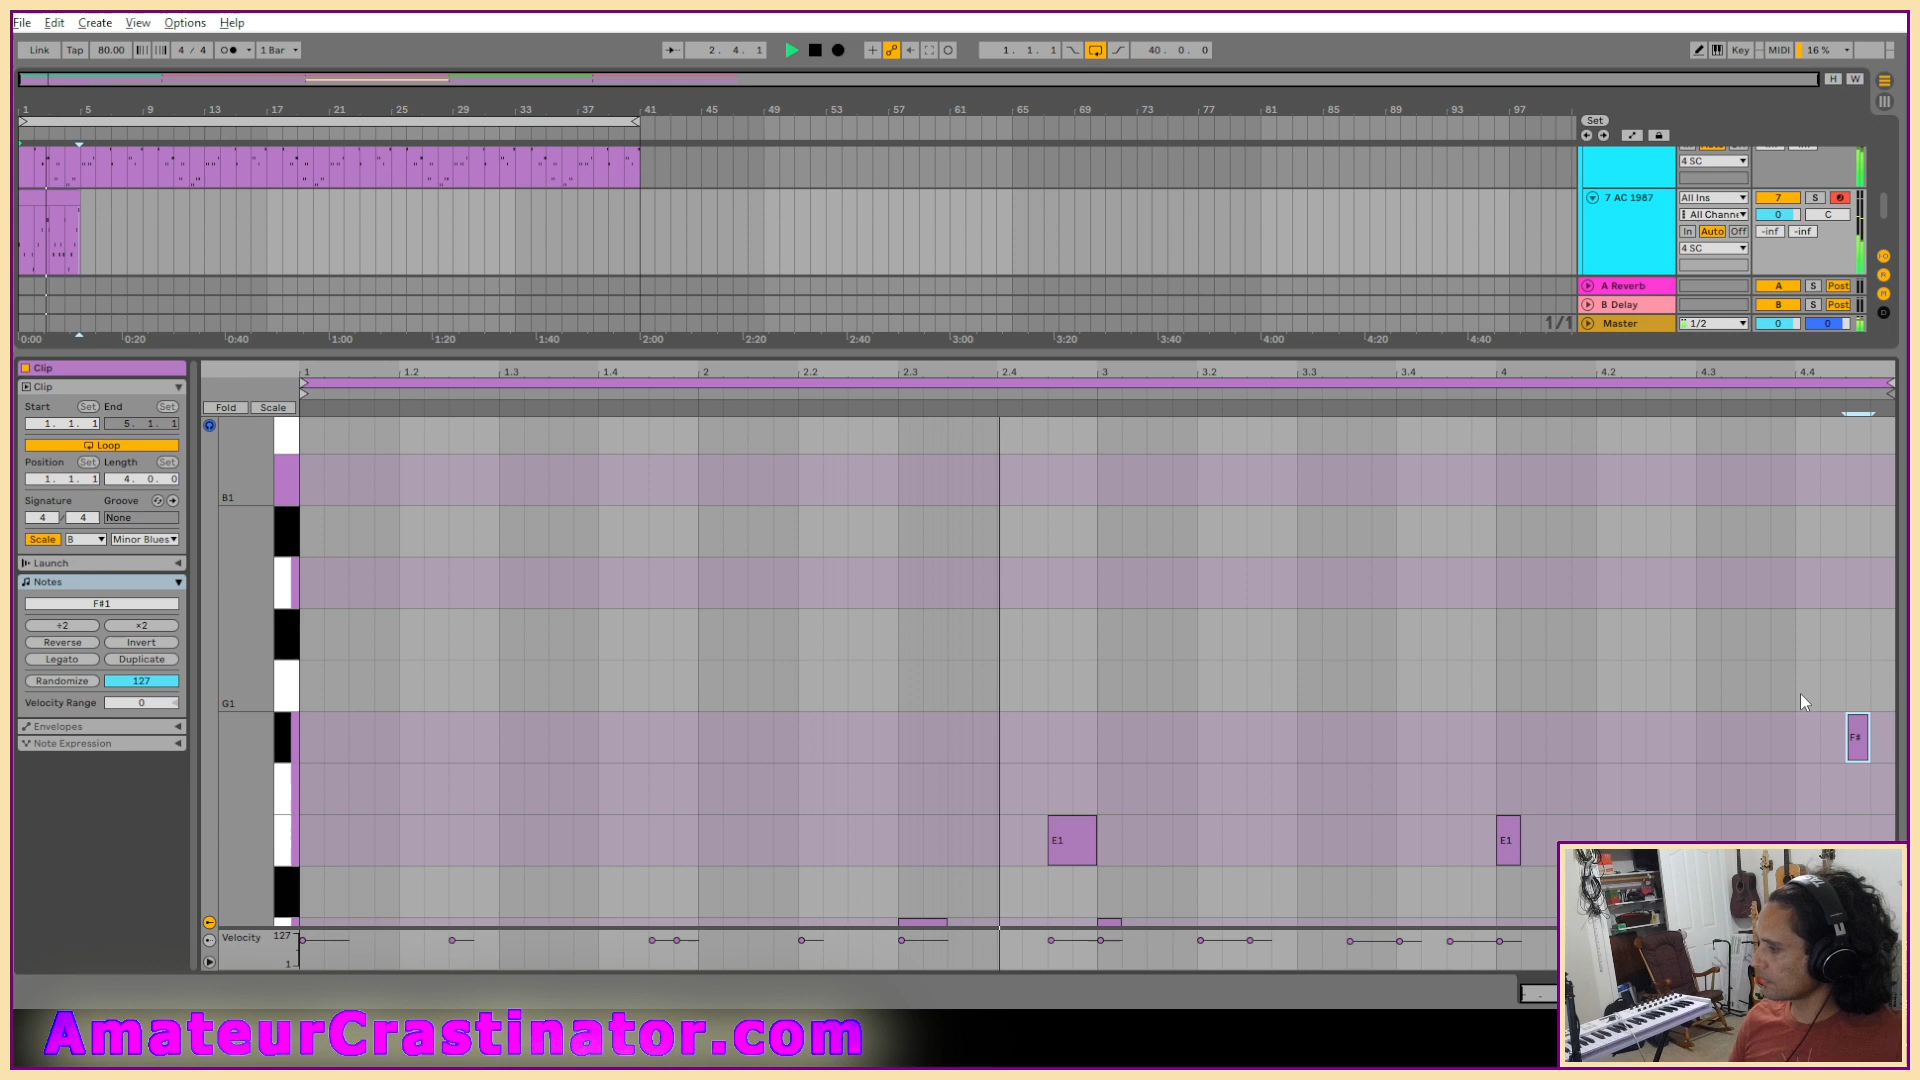 File Edit Create View Options Help
Link Tap 80.00 4 / 4 1 Bar 2. 4. 1 1. 1. 1 40. 0. 0 Key MIDI 16 %
H W
1 5 9 13 17 21 25 29 33 37 41 45 49 53 57 61 65 69 73 77 81 85 89 93 97
Set
4 SC
7 AC 1987 All Ins 7 S
All Channe 0 C
In Auto Off -inf -inf
4 SC
A Reverb A S Post
B Delay B S Post
1/1 Master 1/2 0 0
0:00 0:20 0:40 1:00 1:20 1:40 2:00 2:20 2:40 3:00 3:20 3:40 4:00 4:20 4:40
Clip
Clip
Start Set End Set
1. 1. 1 5. 1. 1
Loop
Position Set Length Set
1. 1. 1 4. 0. 0
Signature Groove
4 / 4 None
Scale B Minor Blues
Launch
Notes
F#1
÷2 ×2
Reverse Invert
Legato Duplicate
Randomize 127
Velocity Range 0
Envelopes
Note Expression
1 1.2 1.3 1.4 2 2.2 2.3 2.4 3 3.2 3.3 3.4 4 4.2 4.3 4.4
Fold Scale
B1
G1
F#
E1 E1
Velocity 127
1
AmateurCrastinator.com